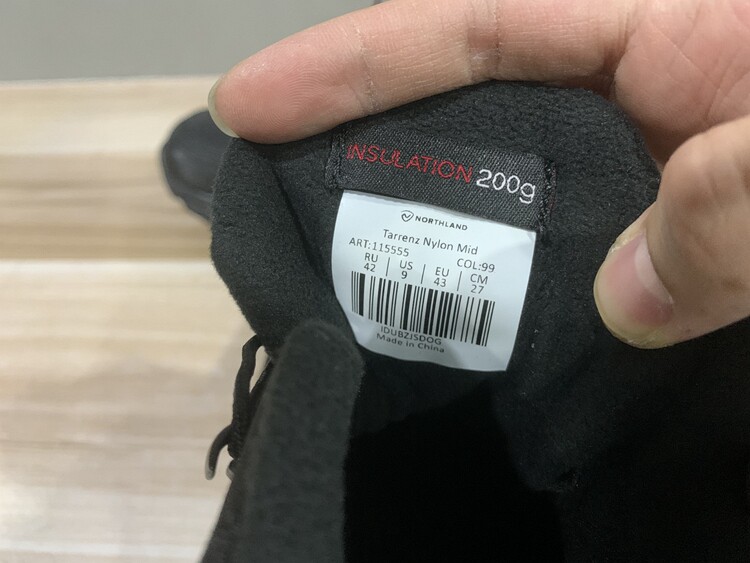 INSULATION 200g
NORTHLAND
Tarrenz Nylon Mid
ART:115555 COL:99
RU | US | EU | CM
42 | 9 | 43 | 27
IDUBZJSDOG
Made in China